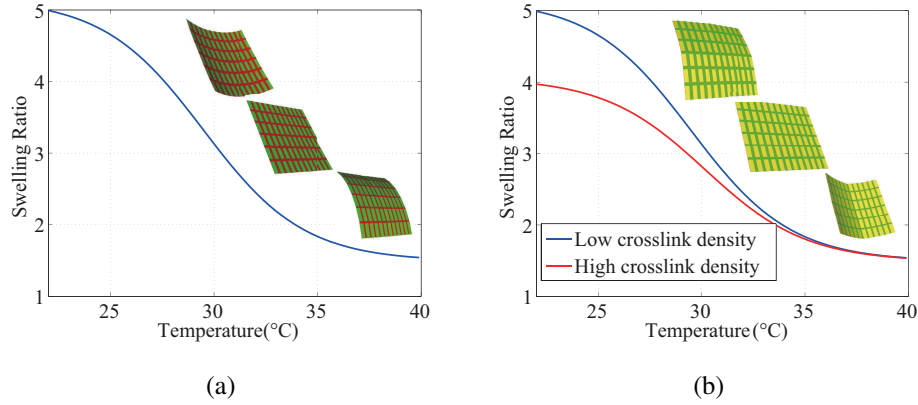 5
4
3
2
1
Swelling Ratio
25
30
35
40
Temperature(°C)
(a)
5
4
3
2
1
Swelling Ratio
Low crosslink density
High crosslink density
25
30
35
40
Temperature(°C)
(b)